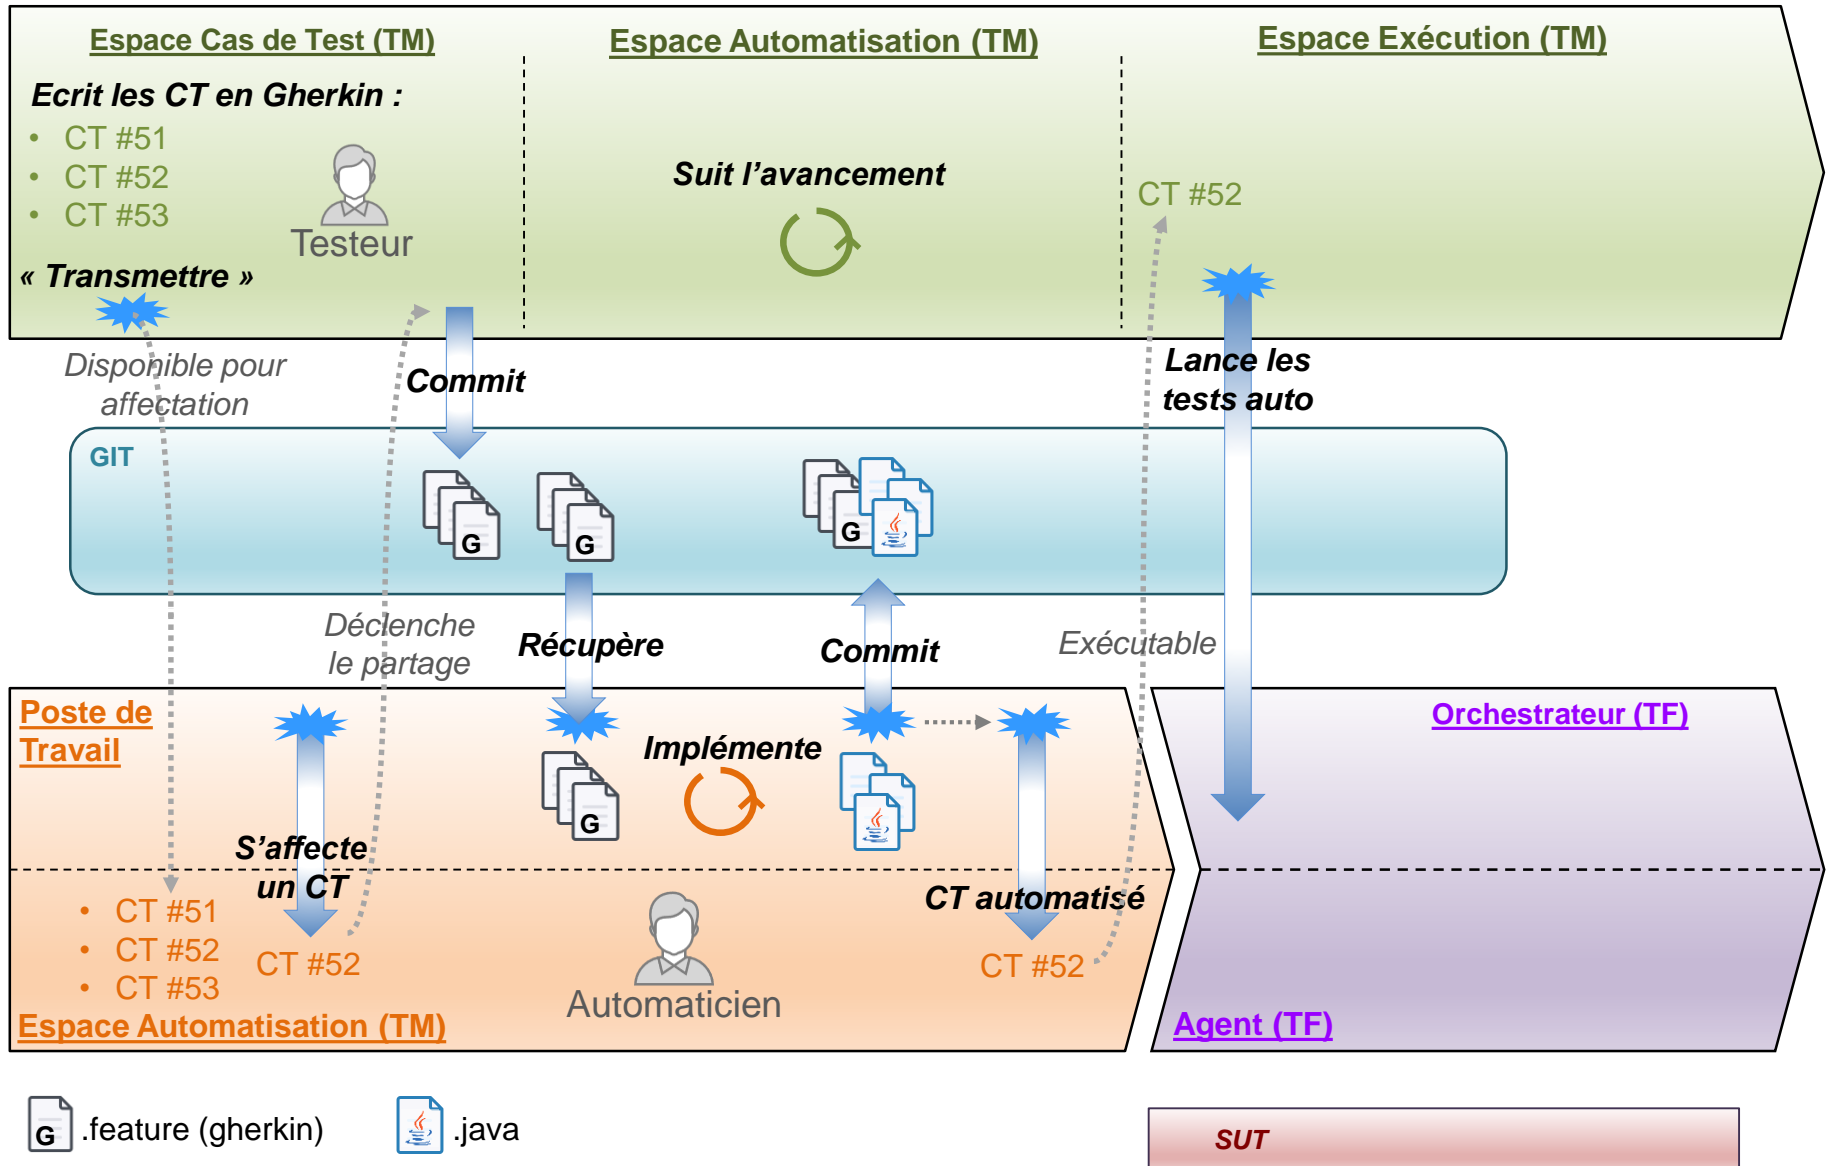 Espace Cas de Test (TM)
Espace Automatisation (TM)
Espace Exécution (TM)
Ecrit les CT en Gherkin :
• CT #51
• CT #52
• CT #53
Testeur
« Transmettre »
Suit l’avancement
CT #52
Disponible pour
affectation
Commit
Lance les
tests auto
GIT
G
G
G
Déclenche
le partage
Récupère
Commit
Exécutable
Poste de
Travail
Implémente
G
Orchestrateur (TF)
S’affecte
un CT
CT automatisé
• CT #51
• CT #52
• CT #53
CT #52
Automaticien
CT #52
Espace Automatisation (TM)
Agent (TF)
G
.feature (gherkin)
.java
SUT